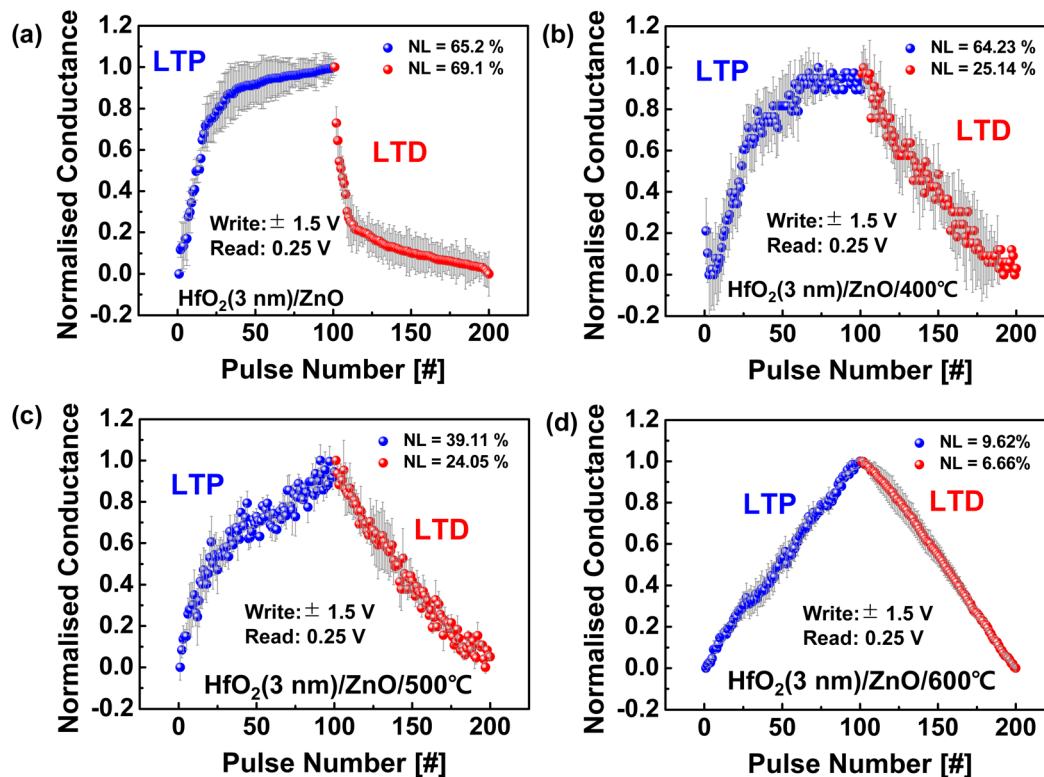 (a)
Normalised Conductance
1.2
1.0
0.8
0.6
0.4
0.2
0.0
-0.2
LTP
NL = 65.2 %
NL = 69.1 %
LTD
Write: ± 1.5 V
Read: 0.25 V
HfO₂(3 nm)/ZnO
0 50 100 150 200
Pulse Number [#]
(b)
Normalised Conductance
1.2
1.0
0.8
0.6
0.4
0.2
0.0
-0.2
LTP
NL = 64.23 %
NL = 25.14 %
LTD
Write: ± 1.5 V
Read: 0.25 V
HfO₂(3 nm)/ZnO/400℃
0 50 100 150 200
Pulse Number [#]
(c)
Normalised Conductance
1.2
1.0
0.8
0.6
0.4
0.2
0.0
-0.2
LTP
NL = 39.11 %
NL = 24.05 %
LTD
Write: ± 1.5 V
Read: 0.25 V
HfO₂(3 nm)/ZnO/500℃
0 50 100 150 200
Pulse Number [#]
(d)
Normalised Conductance
1.2
1.0
0.8
0.6
0.4
0.2
0.0
-0.2
LTP
NL = 9.62%
NL = 6.66%
LTD
Write: ± 1.5 V
Read: 0.25 V
HfO₂(3 nm)/ZnO/600℃
0 50 100 150 200
Pulse Number [#]